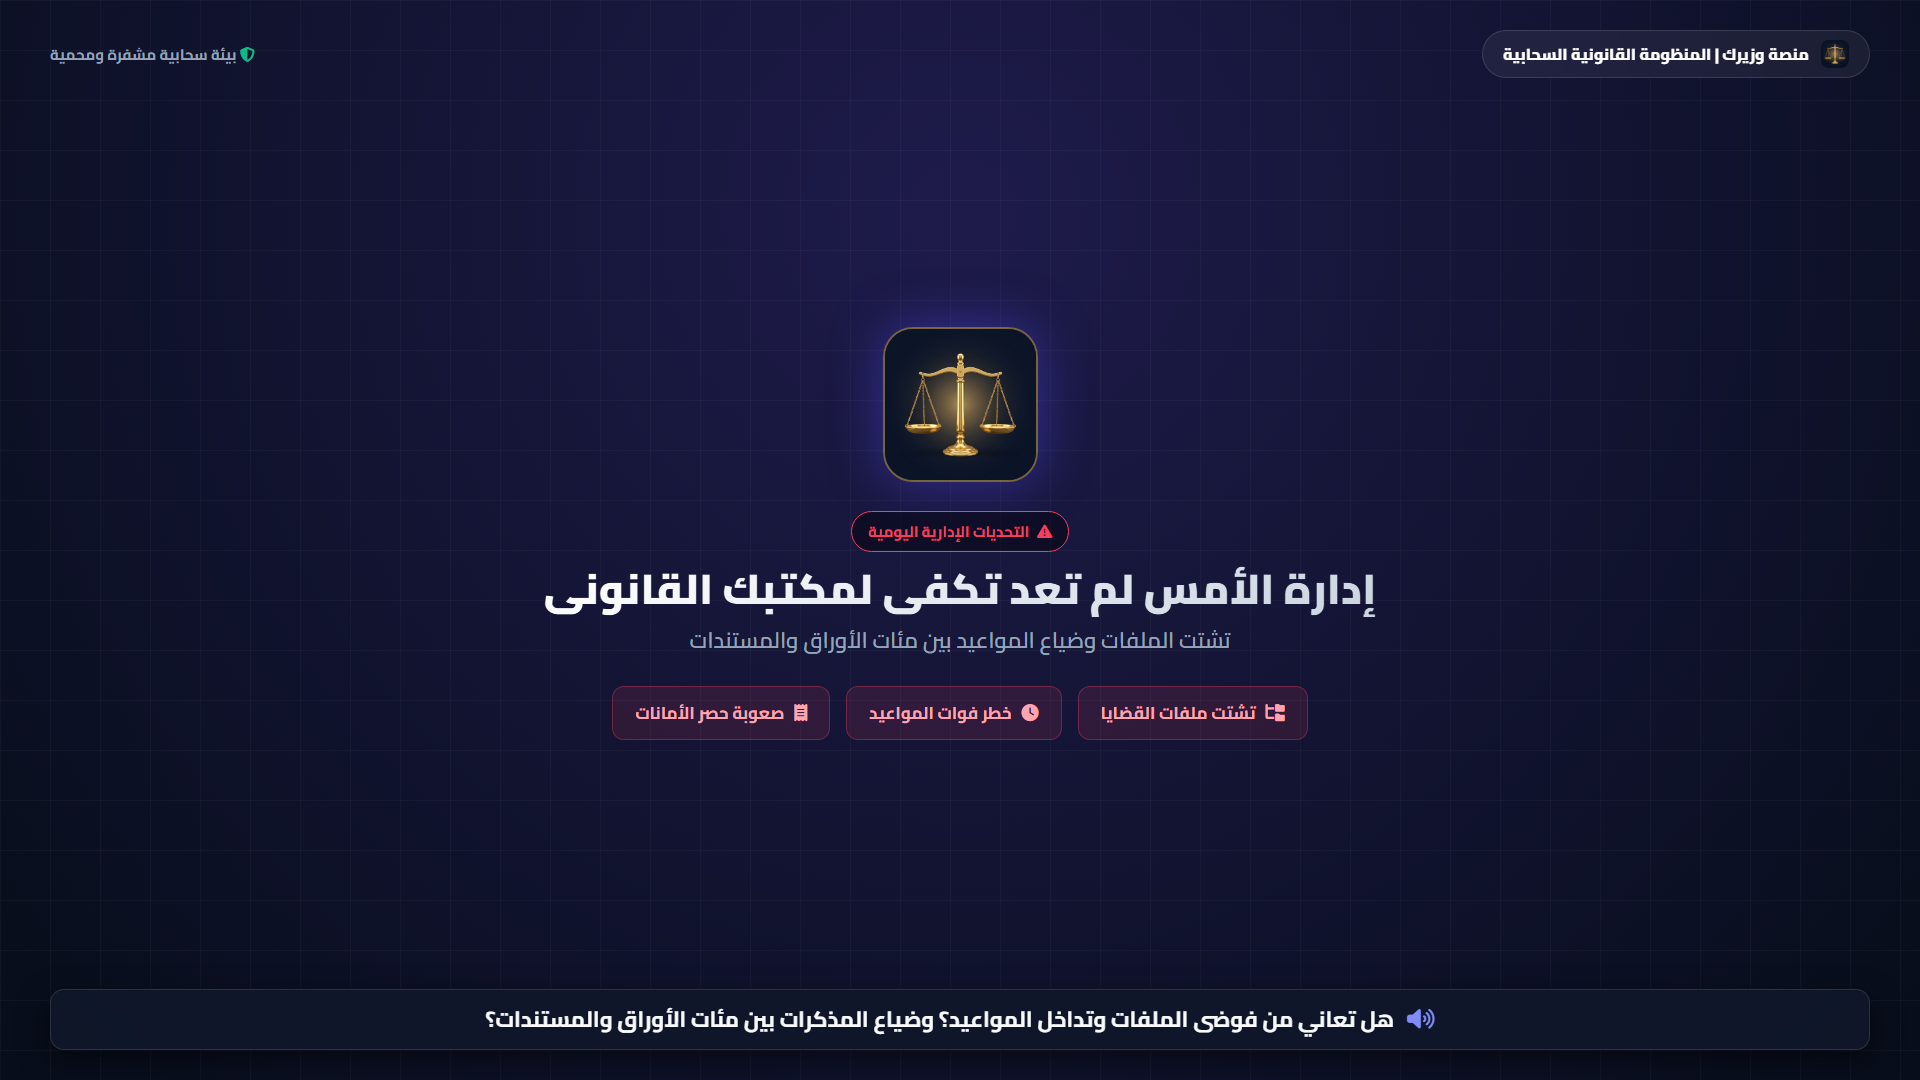 منصة وزيرك | المنظومة القانونية السحابية
بيئة سحابية مشفرة ومحمية
التحديات الإدارية اليومية
إدارة الأمس لم تعد تكفى لمكتبك القانونى
تشتت الملفات وضياع المواعيد بين مئات الأوراق والمستندات
تشتت ملفات القضايا
خطر فوات المواعيد
صعوبة حصر الأمانات
هل تعاني من فوضى الملفات وتداخل المواعيد؟ وضياع المذكرات بين مئات الأوراق والمستندات؟